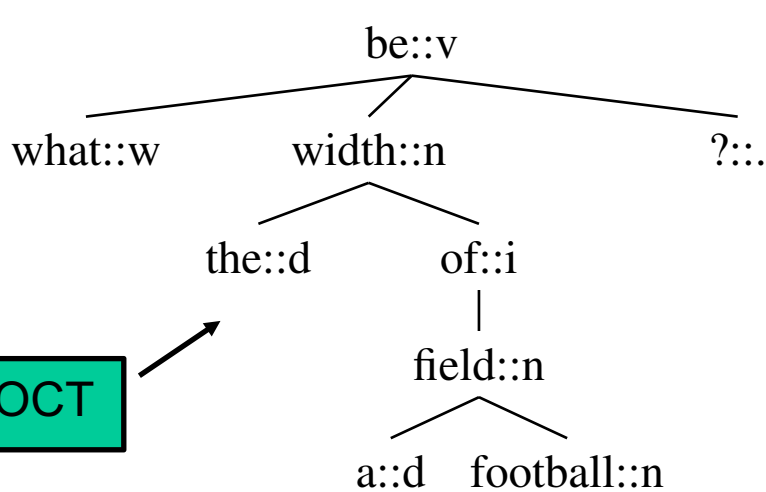 be::v
what::w width::n ?::.
the::d of::i
field::n
OCT
a::d football::n